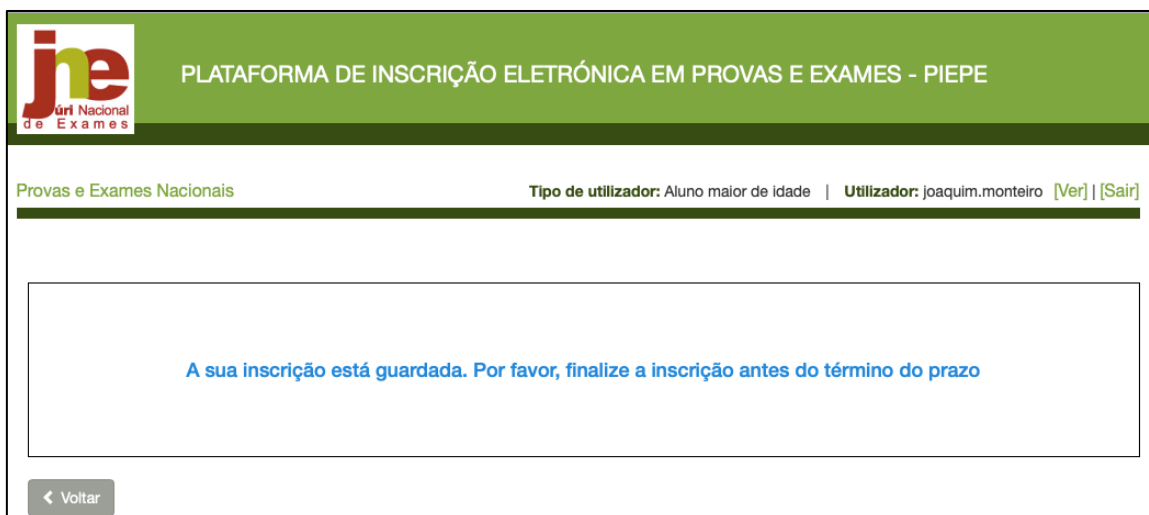 jne
Júri Nacional
de Exames
PLATAFORMA DE INSCRIÇÃO ELETRÓNICA EM PROVAS E EXAMES - PIEPE
Provas e Exames Nacionais
Tipo de utilizador: Aluno maior de idade | Utilizador: joaquim.monteiro [Ver] | [Sair]
A sua inscrição está guardada. Por favor, finalize a inscrição antes do término do prazo
Voltar